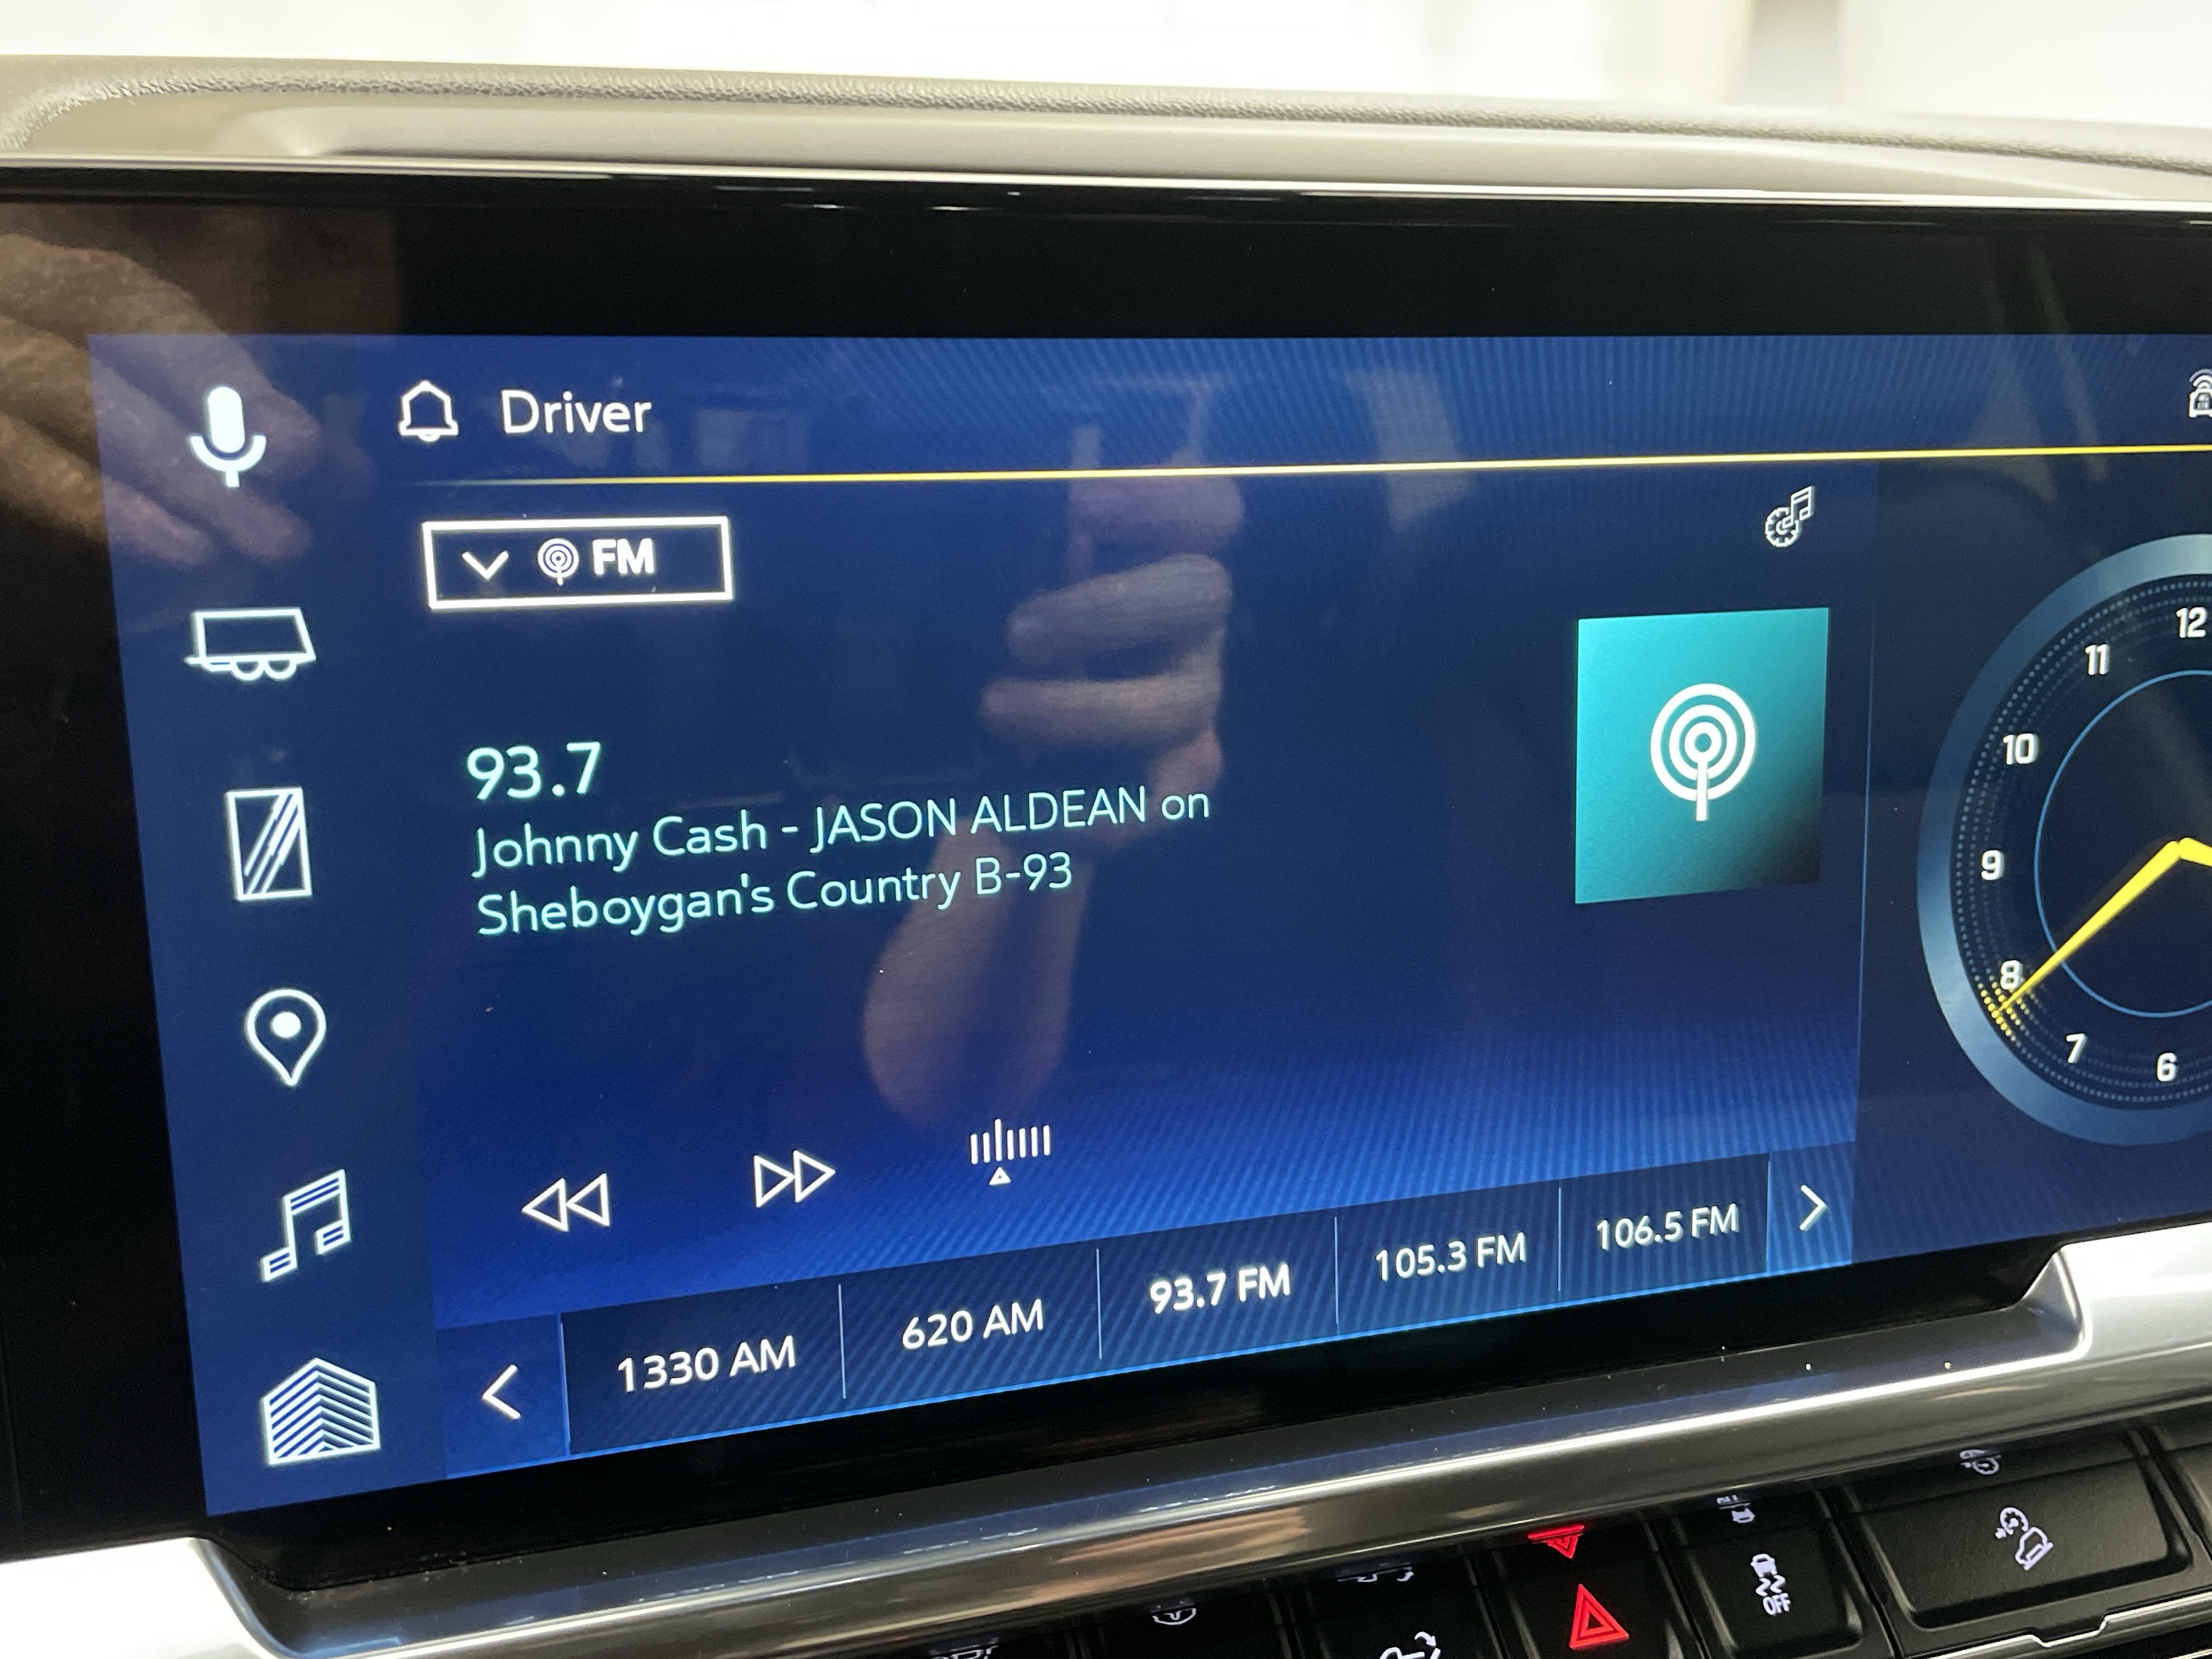 Driver
FM
93.7
Johnny Cash - JASON ALDEAN on
Sheboygan's Country B-93
12
11
10
9
8
7
6
1330 AM
620 AM
93.7 FM
105.3 FM
106.5 FM
OFF